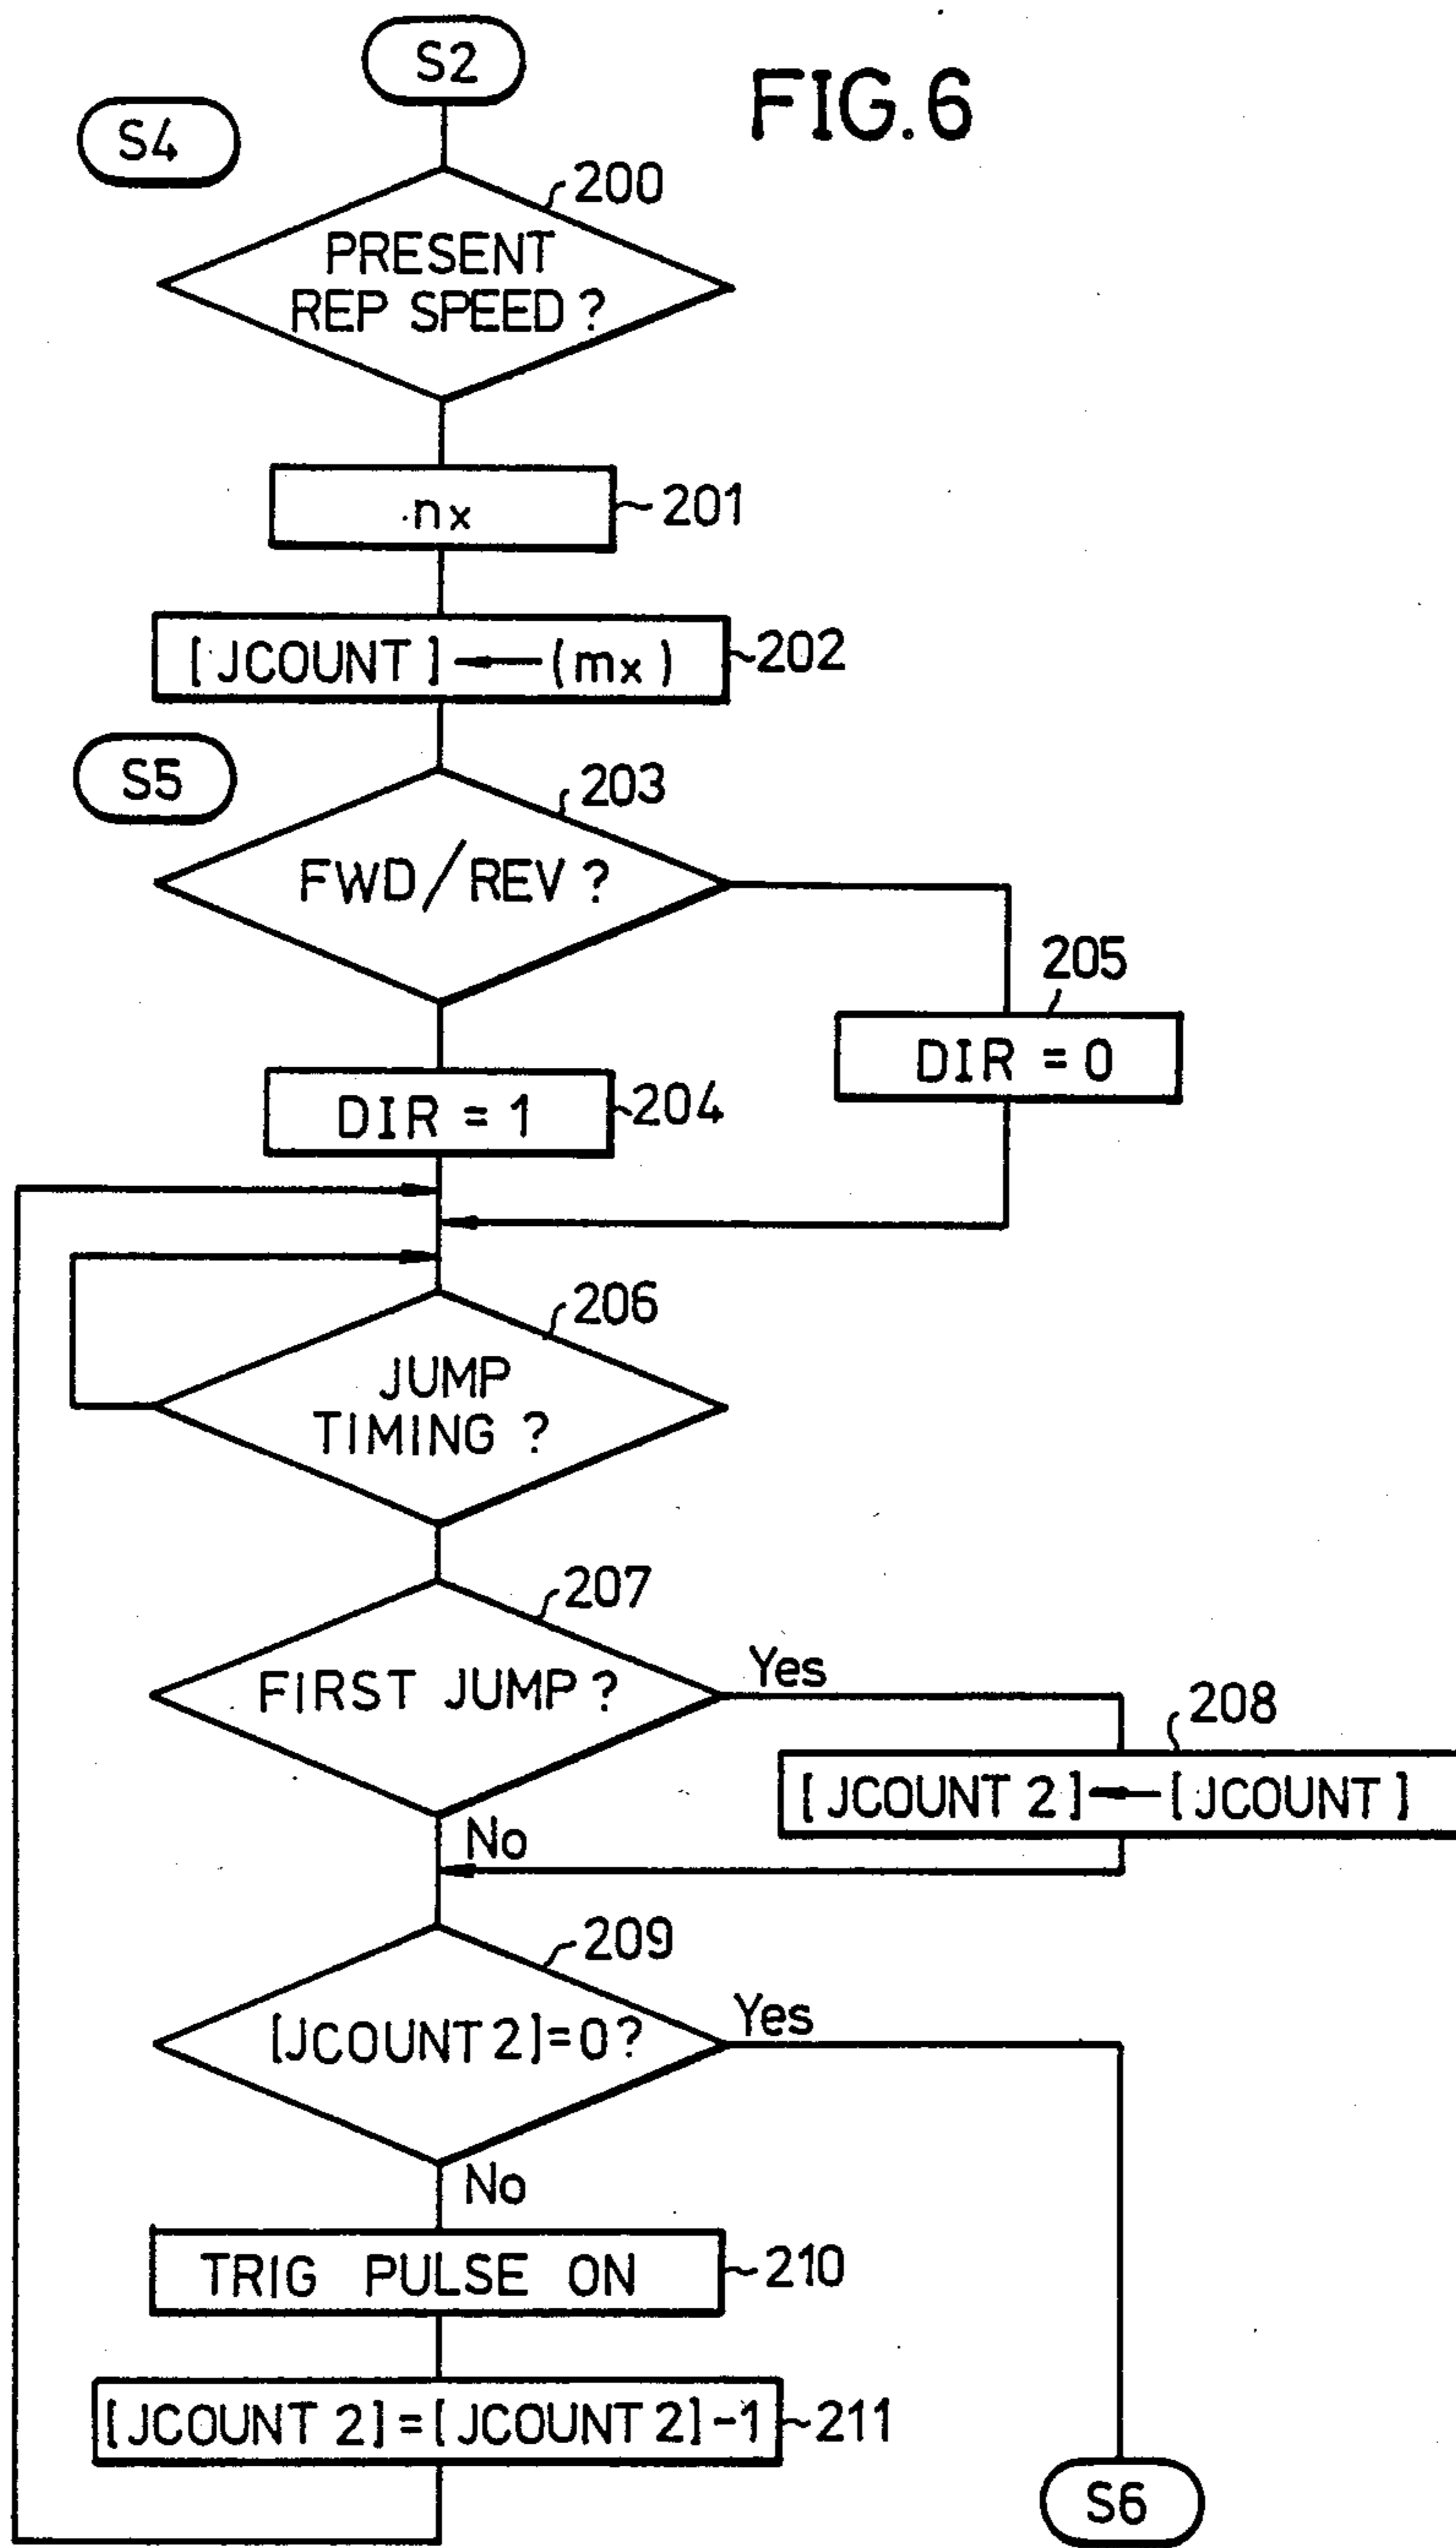 S2
FIG.6
S4
200
PRESENT
REP SPEED ?
nx
201
[JCOUNT] ← (mx)
202
S5
203
FWD/REV ?
205
DIR = 0
DIR = 1
204
206
JUMP
TIMING ?
207
FIRST JUMP ?
Yes
208
[JCOUNT 2] ← [JCOUNT]
No
209
[JCOUNT 2]=0?
Yes
No
TRIG PULSE ON
210
[JCOUNT 2]=[JCOUNT 2]-1
211
S6